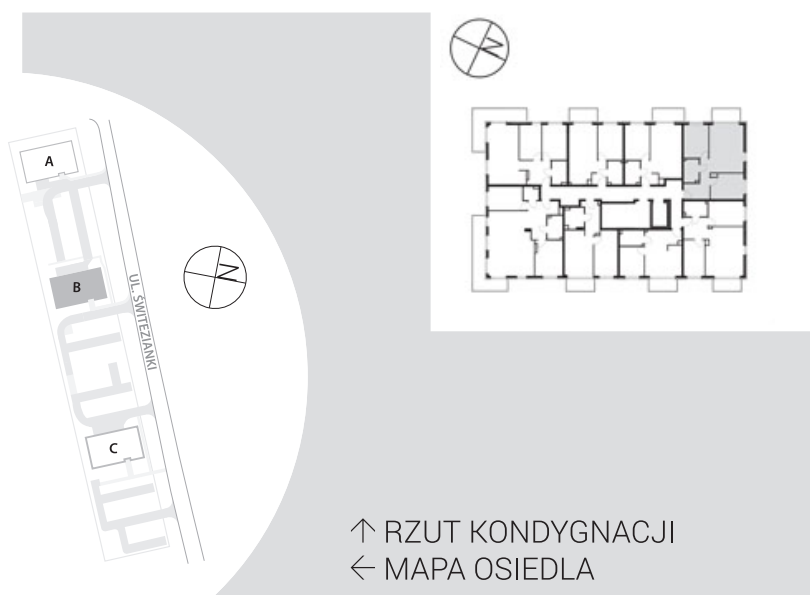 N
A
B
N
UL. ŚWITEZIANKI
C
↑ RZUT KONDYGNACJI
← MAPA OSIEDLA